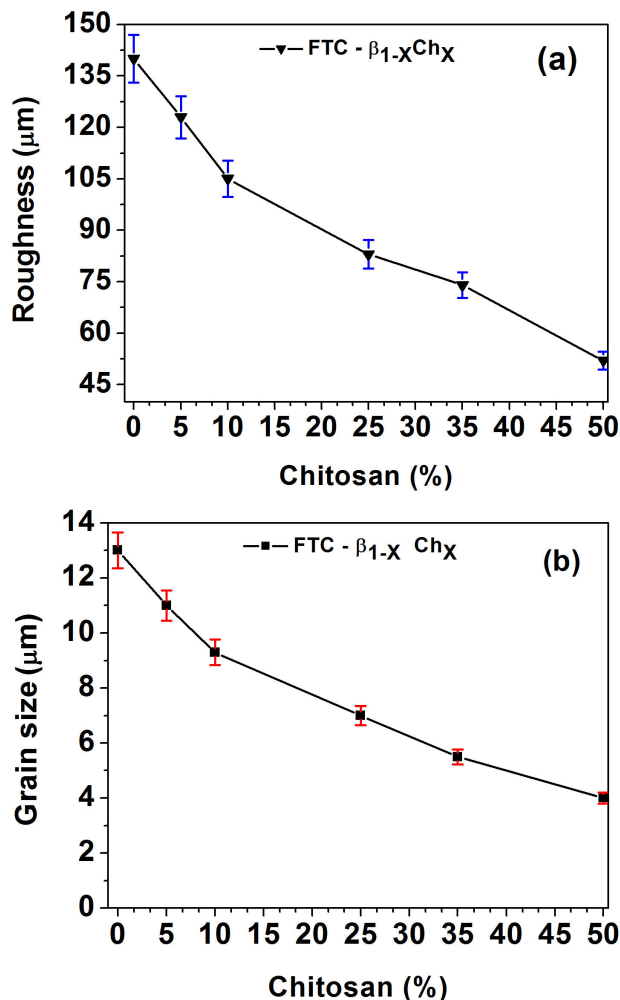 150
135
120
105
90
75
60
45
Roughness (μm)
FTC - β1-XChX
(a)
0 5 10 15 20 25 30 35 40 45 50
Chitosan (%)
14
12
10
8
6
4
2
0
Grain size (μm)
FTC - β1-X ChX
(b)
0 5 10 15 20 25 30 35 40 45 50
Chitosan (%)